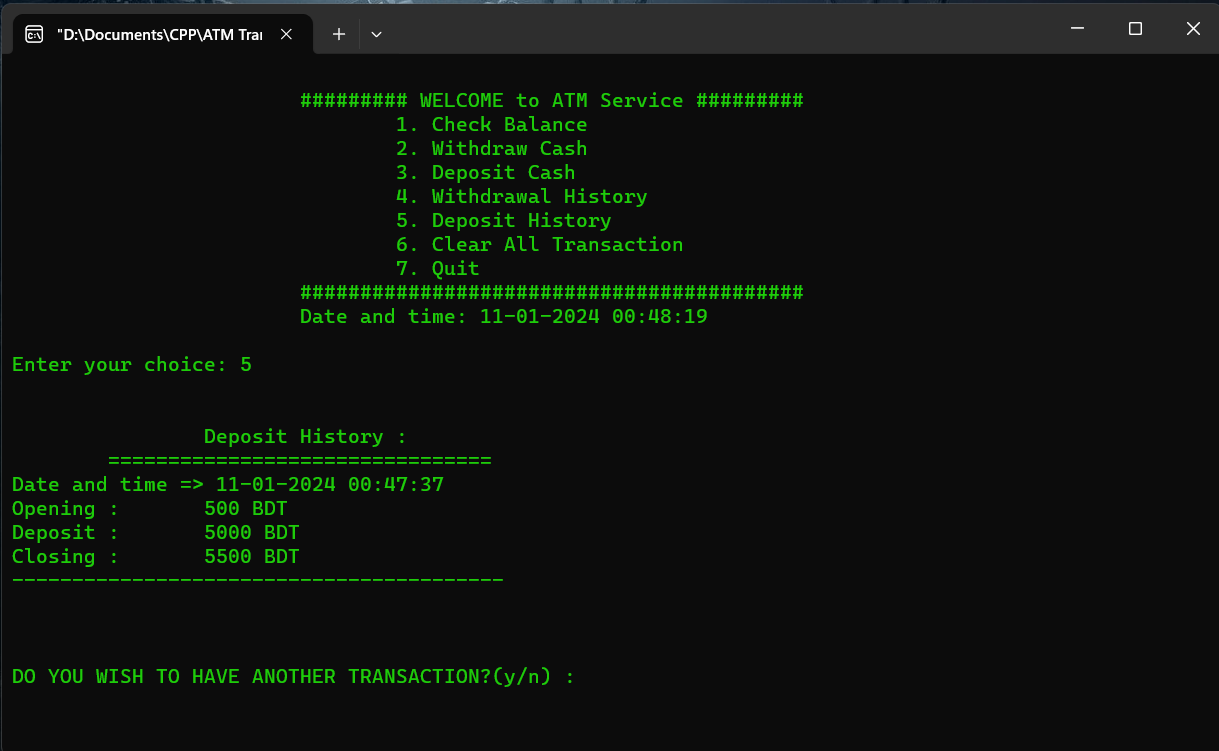 "D:\Documents\CPP\ATM Trar
######### WELCOME to ATM Service #########
1. Check Balance
2. Withdraw Cash
3. Deposit Cash
4. Withdrawal History
5. Deposit History
6. Clear All Transaction
7. Quit
##########################################
Date and time: 11-01-2024 00:48:19
Enter your choice: 5
Deposit History :
================================
Date and time => 11-01-2024 00:47:37
Opening : 500 BDT
Deposit : 5000 BDT
Closing : 5500 BDT
-----------------------------------------
DO YOU WISH TO HAVE ANOTHER TRANSACTION?(y/n) :